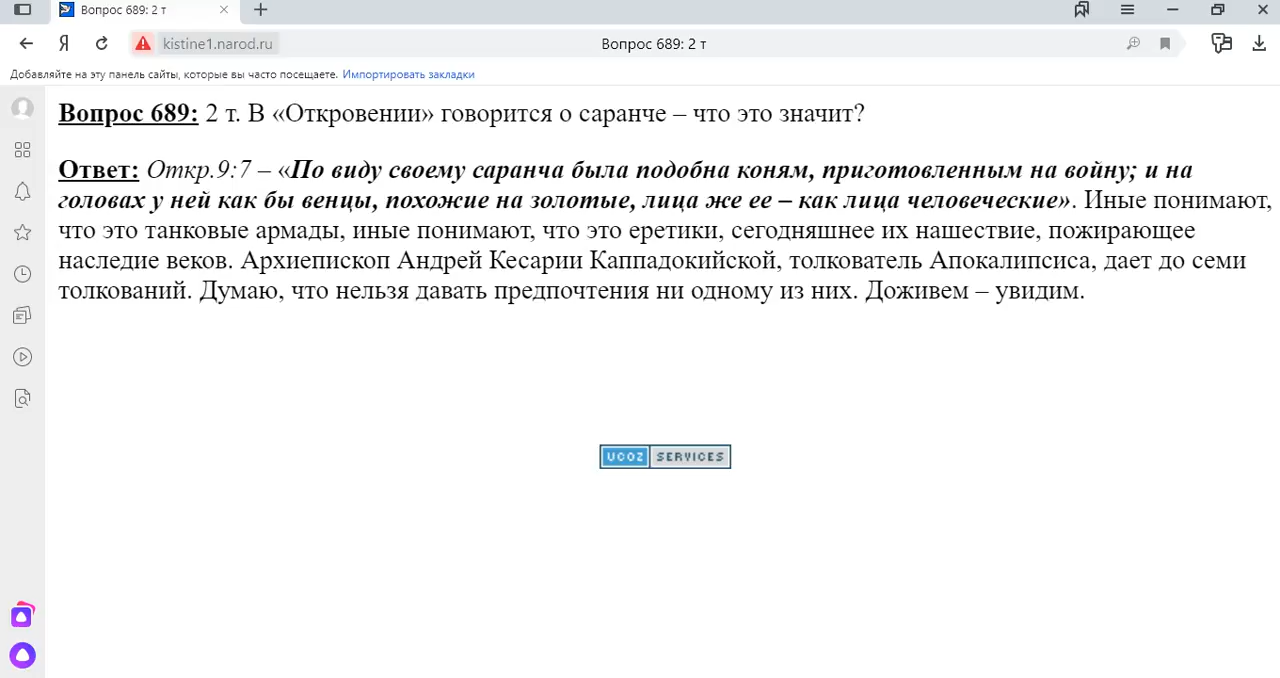 Вопрос 689: 2 т
kistine1.narod.ru
Вопрос 689: 2 т
Добавляйте на эту панель сайты, которые вы часто посещаете. Импортировать закладки
Вопрос 689: 2 т. В «Откровении» говорится о саранче – что это значит?
Ответ: Откр.9:7 – «По виду своему саранча была подобна коням, приготовленным на войну; и на
головах у ней как бы венцы, похожие на золотые, лица же ее – как лица человеческие». Иные понимают,
что это танковые армады, иные понимают, что это еретики, сегодняшнее их нашествие, пожирающее
наследие веков. Архиепископ Андрей Кесарии Каппадокийской, толкователь Апокалипсиса, дает до семи
толкований. Думаю, что нельзя давать предпочтения ни одному из них. Доживем – увидим.
UCOZ SERVICES